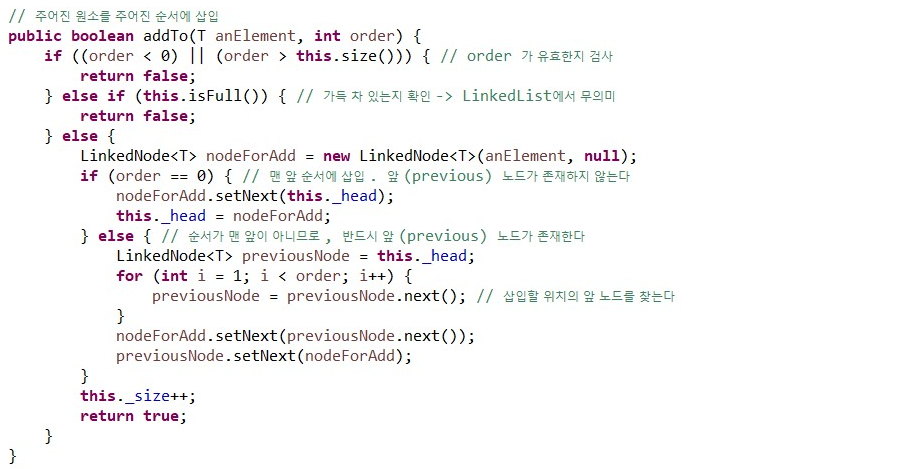 // 주어진 원소를 주어진 순서에 삽입
public boolean addTo(T anElement, int order) {
    if ((order < 0) || (order > this.size())) { // order 가 유효한지 검사
        return false;
    } else if (this.isFull()) { // 가득 차 있는지 확인 -> LinkedList에서 무의미
        return false;
    } else {
        LinkedNode<T> nodeForAdd = new LinkedNode<T>(anElement, null);
        if (order == 0) { // 맨 앞 순서에 삽입 . 앞 (previous) 노드가 존재하지 않는다
            nodeForAdd.setNext(this._head);
            this._head = nodeForAdd;
        } else { // 순서가 맨 앞이 아니므로 , 반드시 앞 (previous) 노드가 존재한다
            LinkedNode<T> previousNode = this._head;
            for (int i = 1; i < order; i++) {
                previousNode = previousNode.next(); // 삽입할 위치의 앞 노드를 찾는다
            }
            nodeForAdd.setNext(previousNode.next());
            previousNode.setNext(nodeForAdd);
        }
        this._size++;
        return true;
    }
}